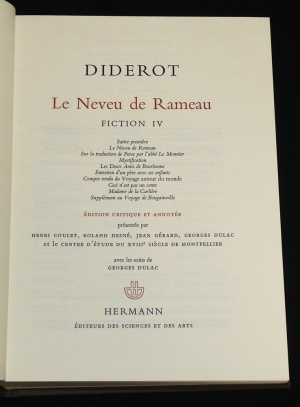 DIDEROT
Le Neveu de Rameau
FICTION IV
Satire première
Le Neveu de Rameau
Sur la traduction de Perse par l'abbé Le Monnier
Mystification
Les Deux Amis de Bourbonne
Entretien d'un père avec ses enfants
Compte rendu du Voyage autour du monde
Ceci n'est pas un conte
Madame de la Carlière
Supplément au Voyage de Bougainville
ÉDITION CRITIQUE ET ANNOTÉE
présentée par
HENRI COULET, ROLAND DESNÉ, JEAN GÉRARD, GEORGES DULAC
et le CENTRE D'ÉTUDE DU XVIIIᵉ SIÈCLE DE MONTPELLIER
avec les soins de
GEORGES DULAC
HERMANN
ÉDITEURS DES SCIENCES ET DES ARTS